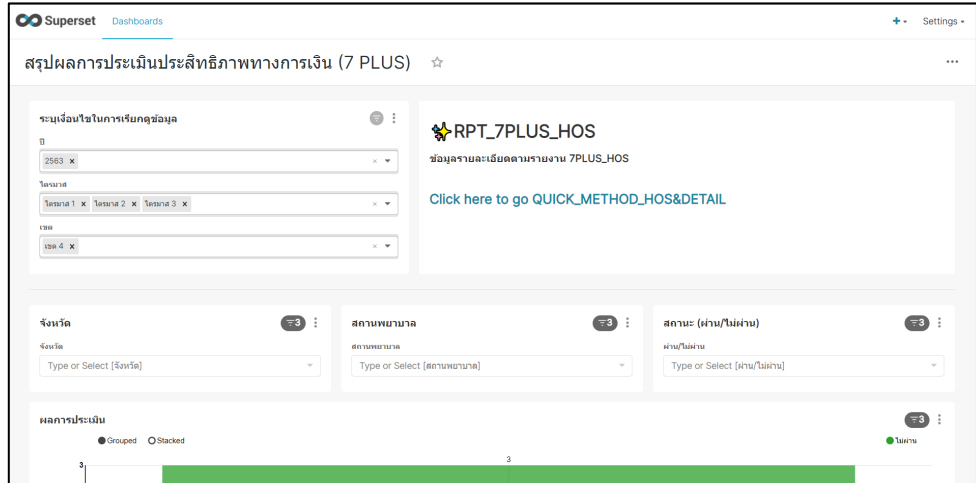 Superset Dashboards Settings
สรุปผลการประเมินประสิทธิภาพทางการเงิน (7 PLUS)
ระบุเงื่อนไขในการเรียกดูข้อมูล
ปี
2563 x
ไตรมาส
ไตรมาส 1 x ไตรมาส 2 x ไตรมาส 3 x
เขต
เขต 4 x
RPT_7PLUS_HOS
ข้อมูลรายละเอียดตามรายงาน 7PLUS_HOS
Click here to go QUICK_METHOD_HOS&DETAIL
จังหวัด 3
จังหวัด
Type or Select [จังหวัด]
สถานพยาบาล 3
สถานพยาบาล
Type or Select [สถานพยาบาล]
สถานะ (ผ่าน/ไม่ผ่าน) 3
ผ่าน/ไม่ผ่าน
Type or Select [ผ่าน/ไม่ผ่าน]
ผลการประเมิน 3
Grouped Stacked ไม่ผ่าน
3
3